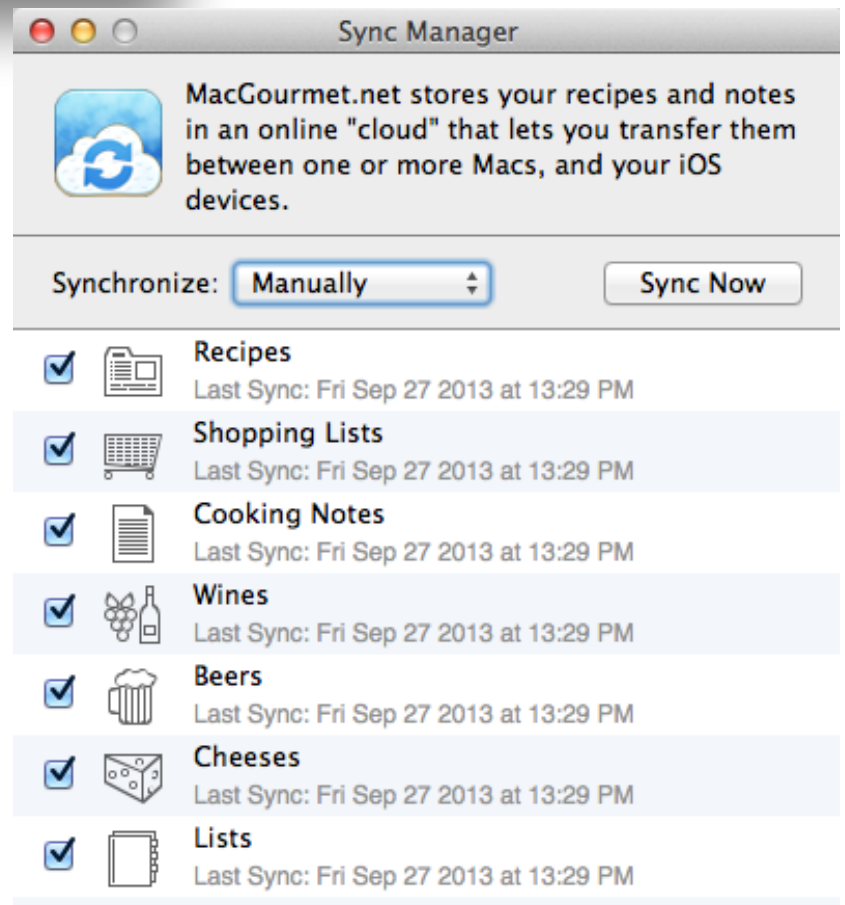 Sync Manager
MacGourmet.net stores your recipes and notes
in an online "cloud" that lets you transfer them
between one or more Macs, and your iOS
devices.
Synchronize: Manually Sync Now
Recipes
Last Sync: Fri Sep 27 2013 at 13:29 PM
Shopping Lists
Last Sync: Fri Sep 27 2013 at 13:29 PM
Cooking Notes
Last Sync: Fri Sep 27 2013 at 13:29 PM
Wines
Last Sync: Fri Sep 27 2013 at 13:29 PM
Beers
Last Sync: Fri Sep 27 2013 at 13:29 PM
Cheeses
Last Sync: Fri Sep 27 2013 at 13:29 PM
Lists
Last Sync: Fri Sep 27 2013 at 13:29 PM